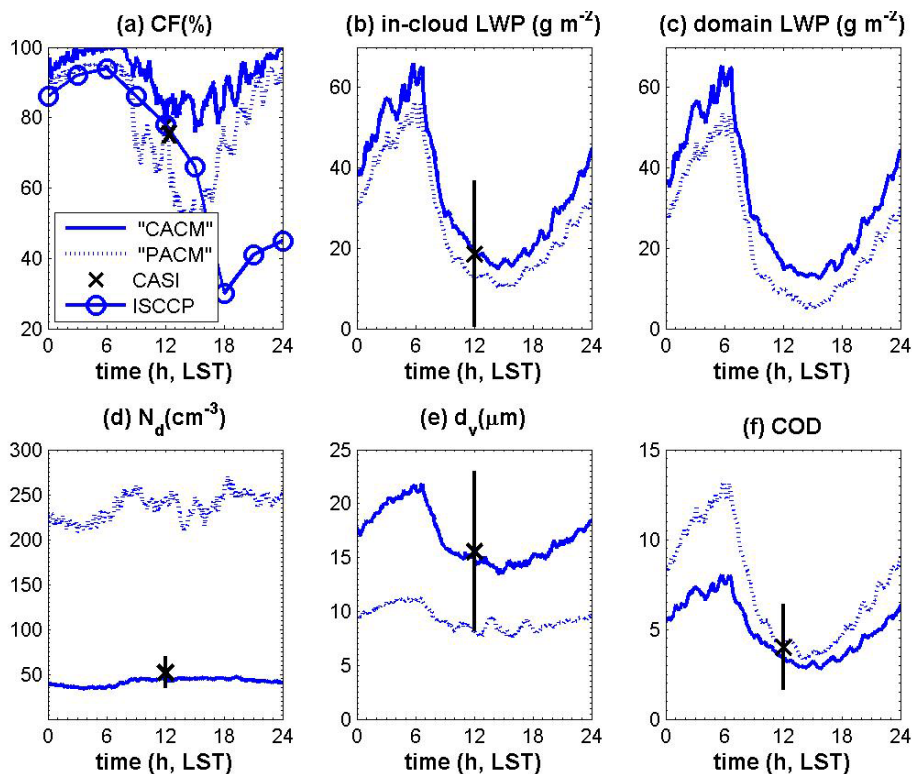 (a) CF(%)
100
80
60
40
20
"CACM"
"PACM"
CASI
ISCCP
0 6 12 18 24
time (h, LST)
(b) in-cloud LWP (g m-2)
60
40
20
0
0 6 12 18 24
time (h, LST)
(c) domain LWP (g m-2)
60
40
20
0
0 6 12 18 24
time (h, LST)
(d) Nd(cm-3)
300
250
200
150
100
50
0
0 6 12 18 24
time (h, LST)
(e) dv(μm)
25
20
15
10
5
0
0 6 12 18 24
time (h, LST)
(f) COD
15
10
5
0
0 6 12 18 24
time (h, LST)